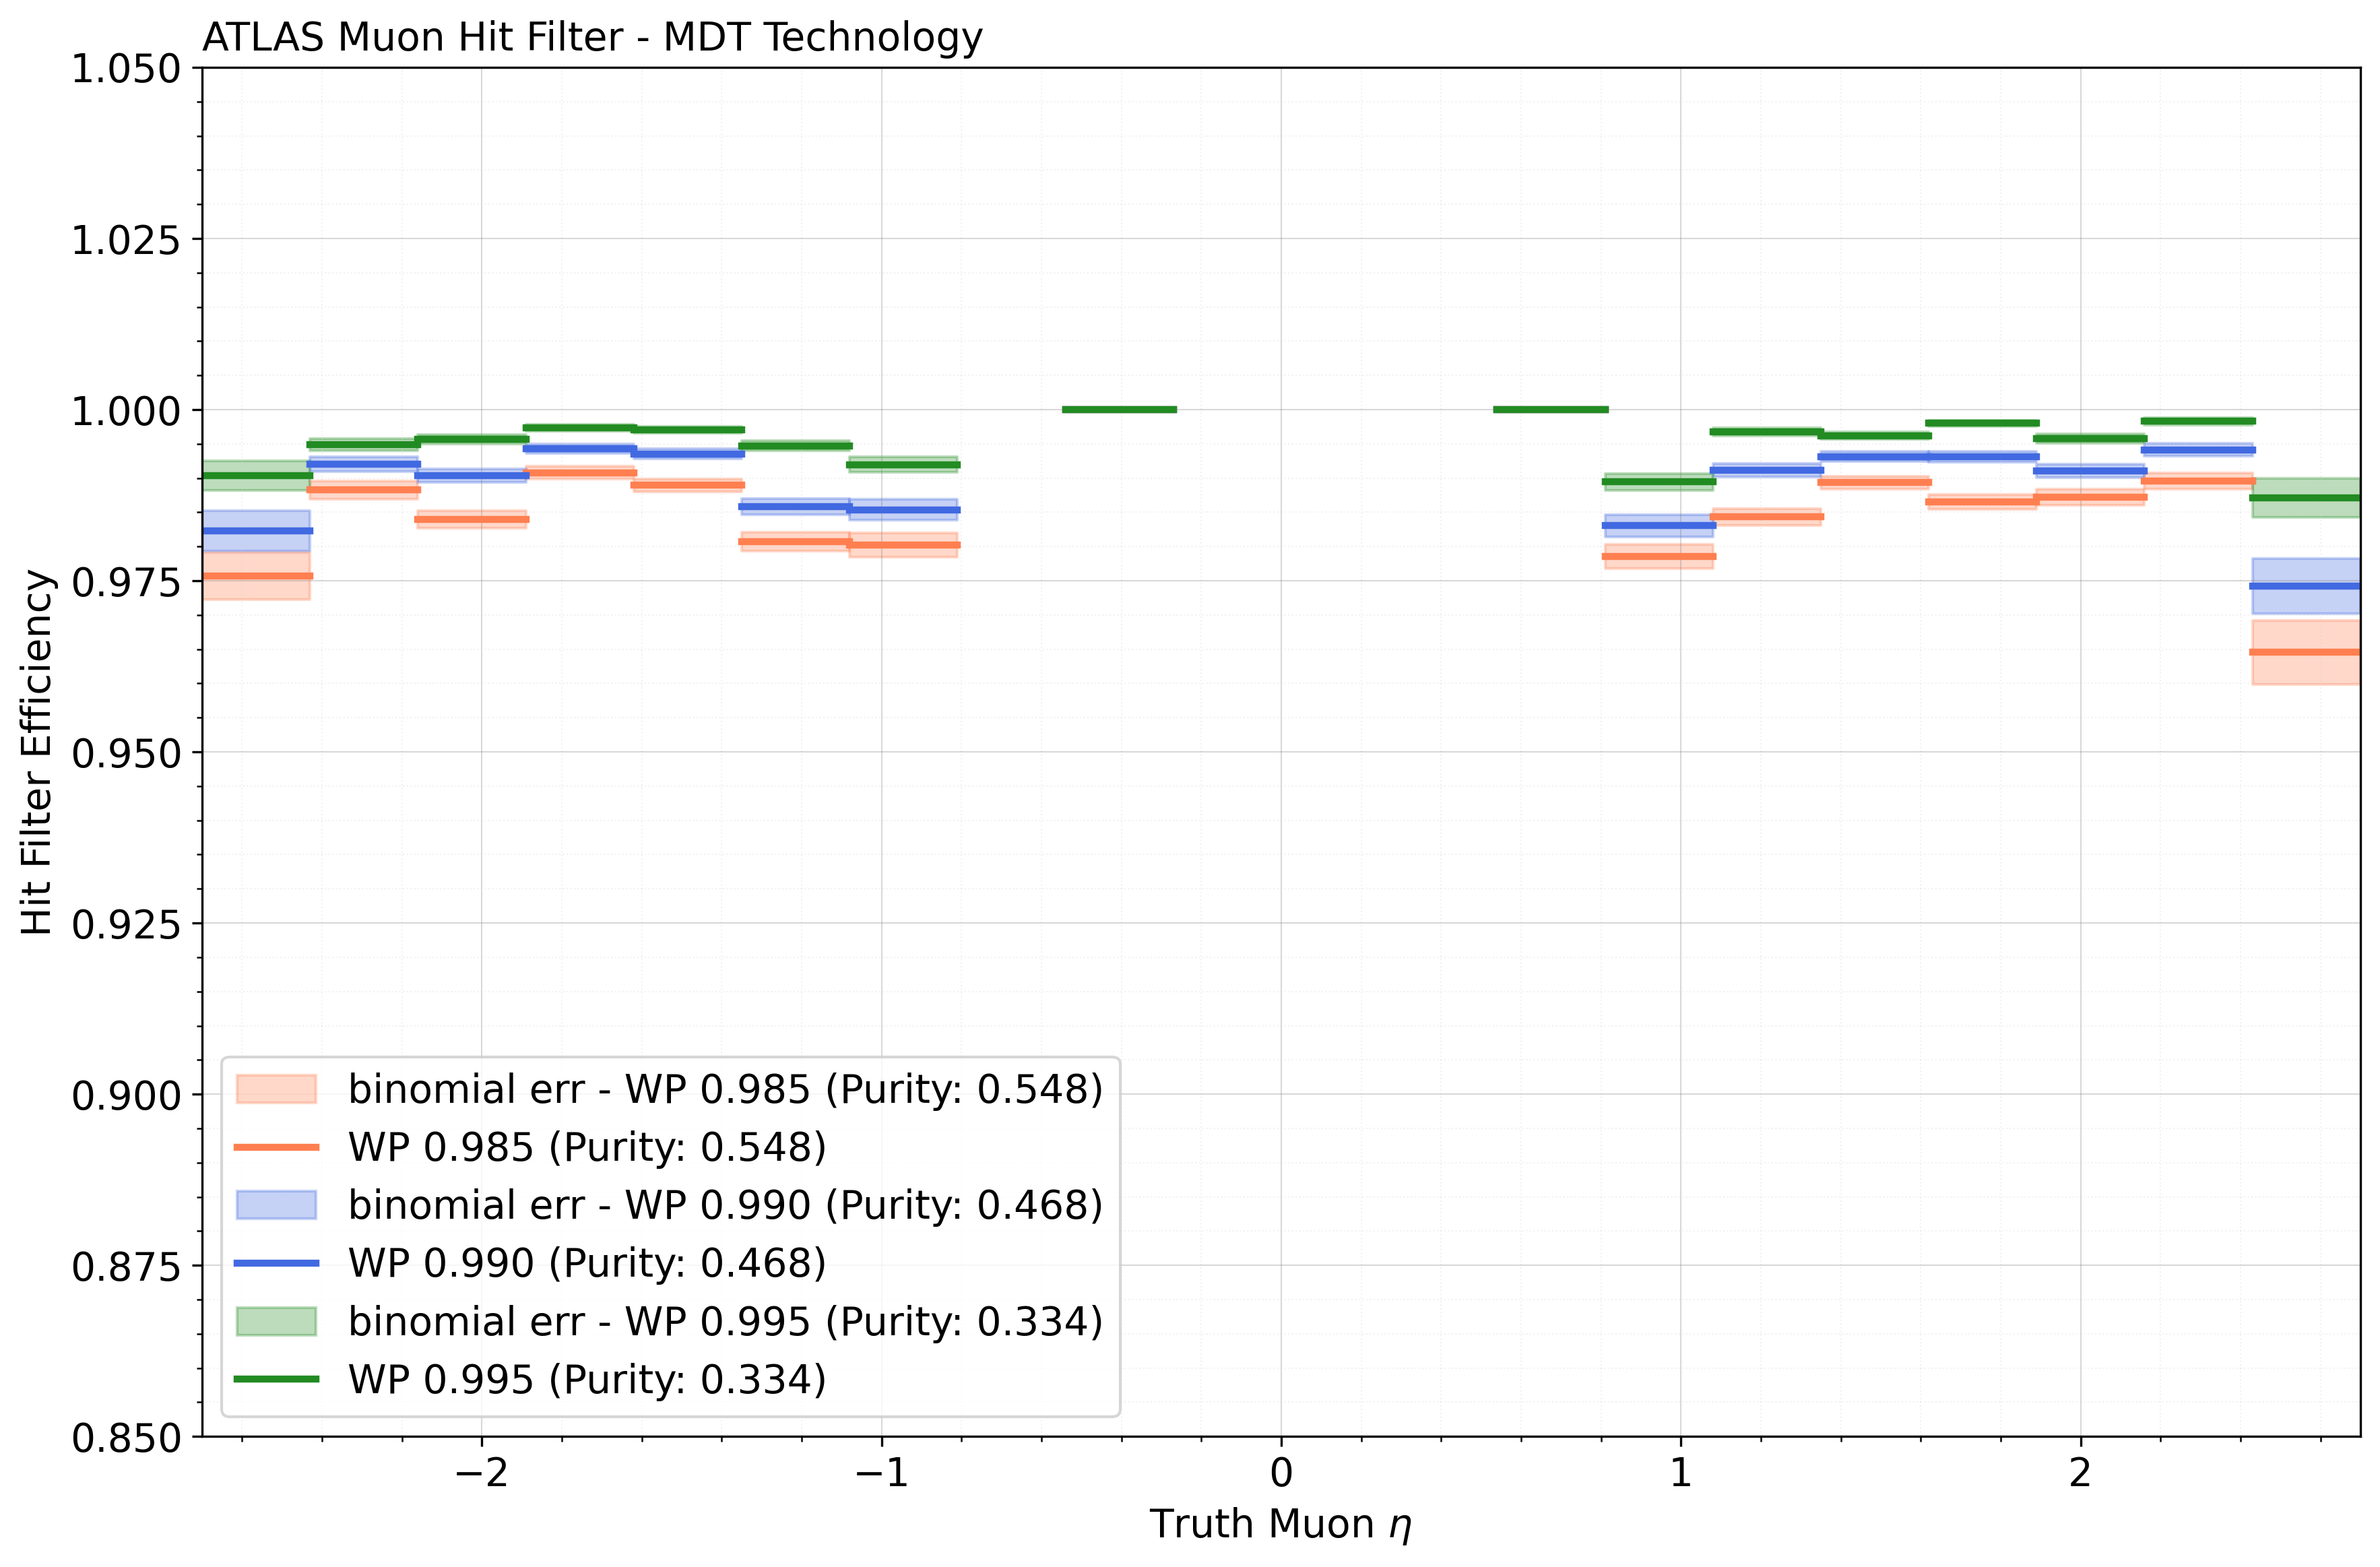 ATLAS Muon Hit Filter - MDT Technology
1.050
1.025
1.000
0.975
0.950
0.925
0.900
0.875
0.850
Hit Filter Efficiency
binomial err - WP 0.985 (Purity: 0.548)
WP 0.985 (Purity: 0.548)
binomial err - WP 0.990 (Purity: 0.468)
WP 0.990 (Purity: 0.468)
binomial err - WP 0.995 (Purity: 0.334)
WP 0.995 (Purity: 0.334)
−2 −1 0 1 2
Truth Muon η